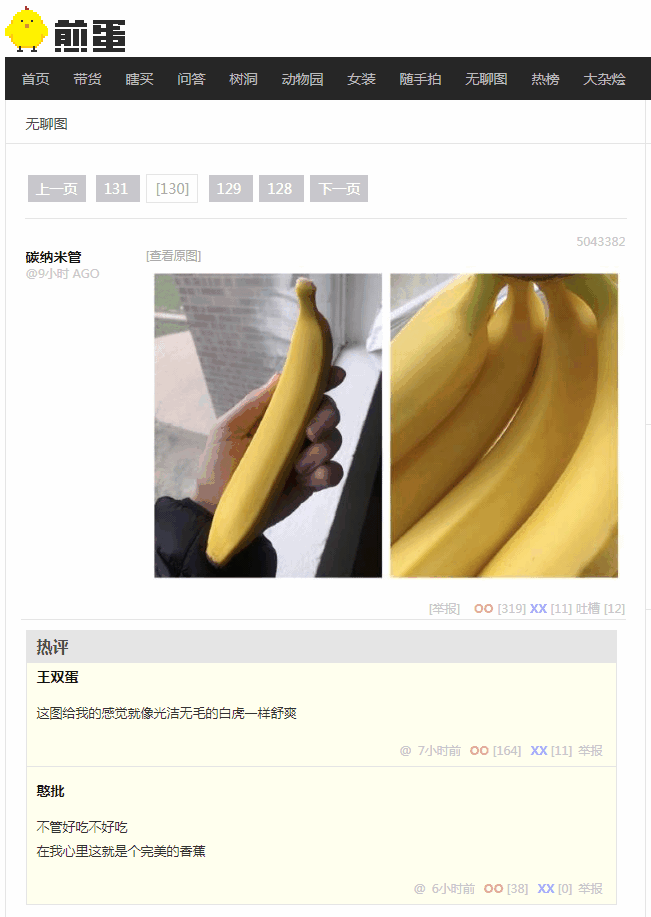 煎蛋
首页 带货 瞎买 问答 树洞 动物园 女装 随手拍 无聊图 热榜 大杂烩
无聊图
上一页 131 [130] 129 128 下一页
5043382
碳纳米管 [查看原图]
@9小时 AGO
[举报] OO [319] XX [11] 吐槽 [12]
热评
王双蛋
这图给我的感觉就像光洁无毛的白虎一样舒爽
@ 7小时前 OO [164] XX [11] 举报
憨批
不管好吃不好吃
在我心里这就是个完美的香蕉
@ 6小时前 OO [38] XX [0] 举报